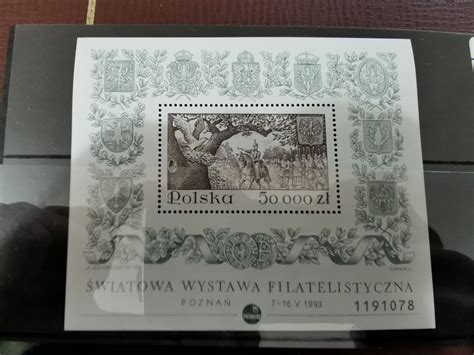 Polska 50 000 zł
ŚWIATOWA WYSTAWA FILATELISTYCZNA
POZNAŃ 7-16 V 1993
1191078